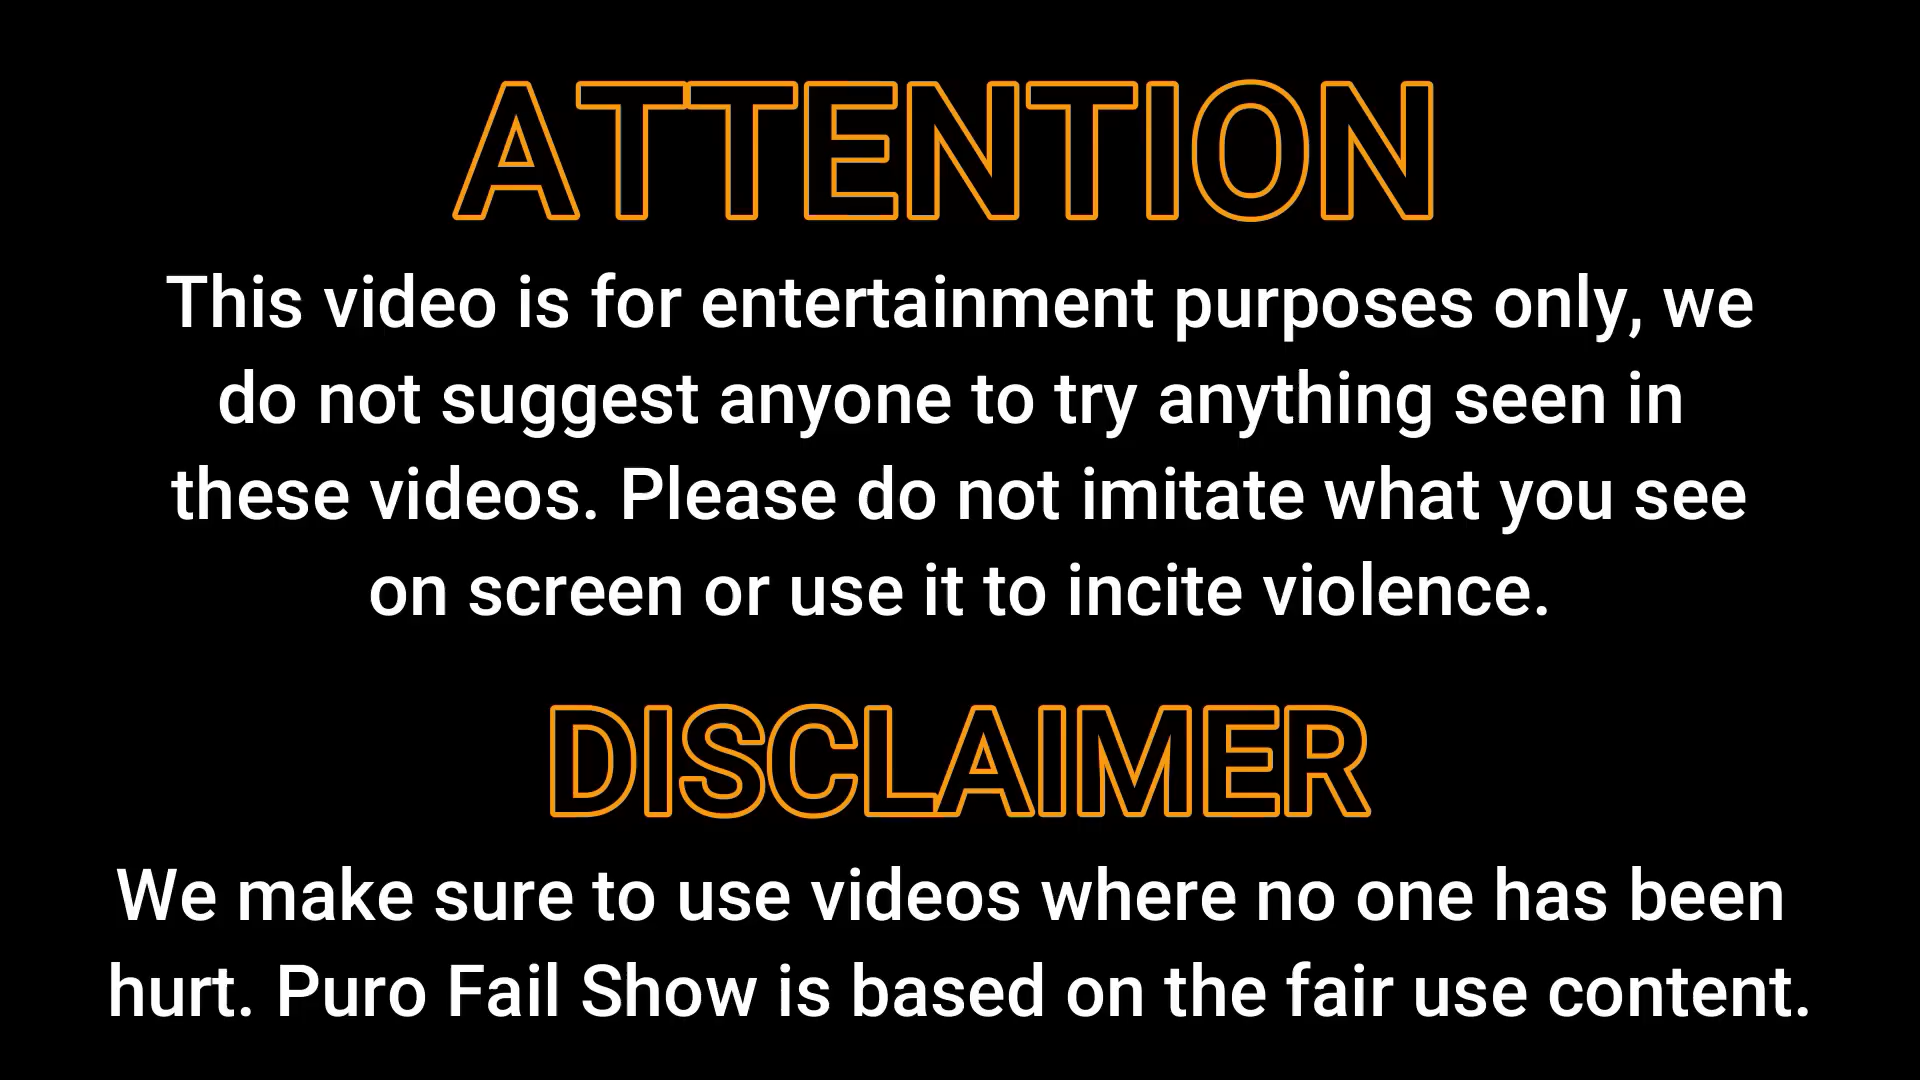 ATTENTION
This video is for entertainment purposes only, we
do not suggest anyone to try anything seen in
these videos. Please do not imitate what you see
on screen or use it to incite violence.
DISCLAIMER
We make sure to use videos where no one has been
hurt. Puro Fail Show is based on the fair use content.